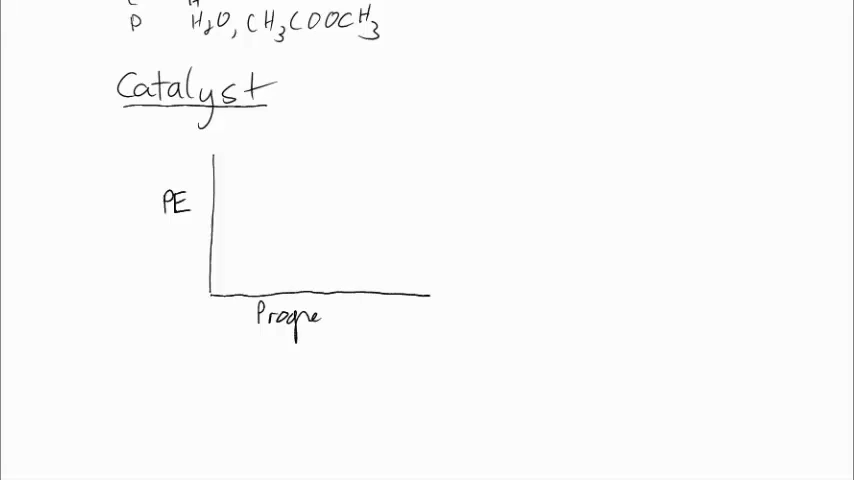 P H₂O, CH₃COOCH₃
Catalyst
PE
Progre